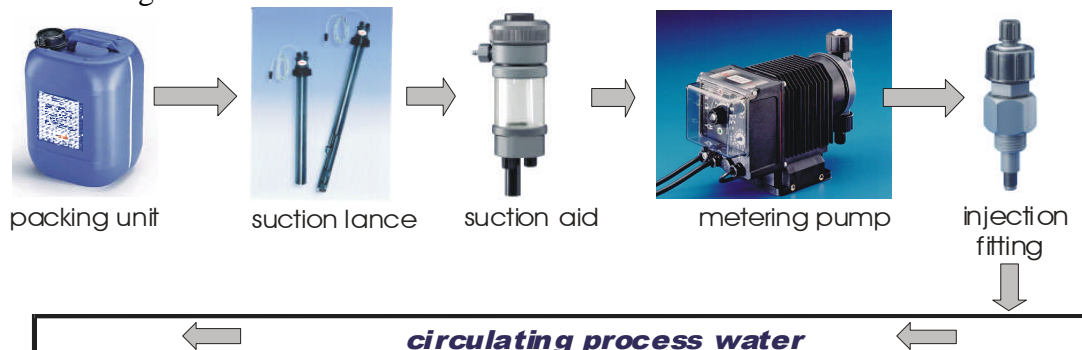 packing unit
suction lance
suction aid
metering pump
injection
fitting
circulating process water